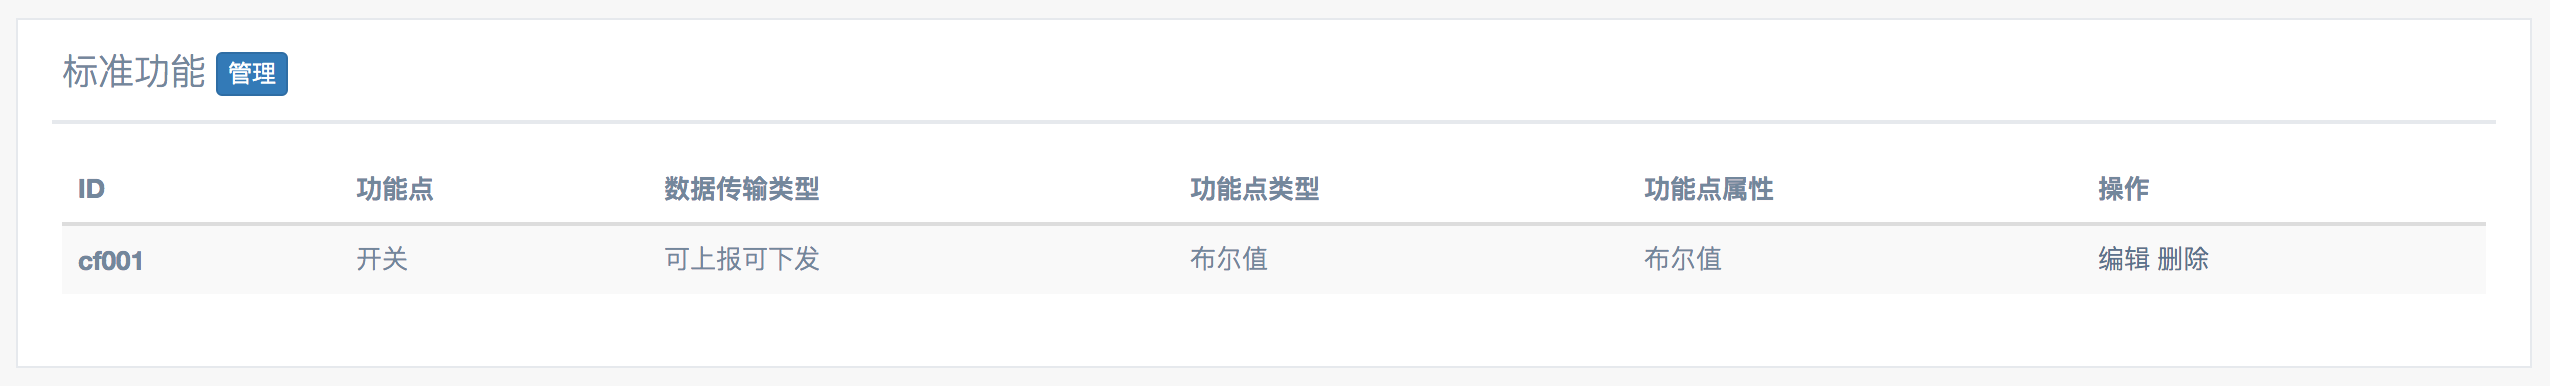 标准功能 管理
ID 功能点 数据传输类型 功能点类型 功能点属性 操作
cf001 开关 可上报可下发 布尔值 布尔值 编辑 删除